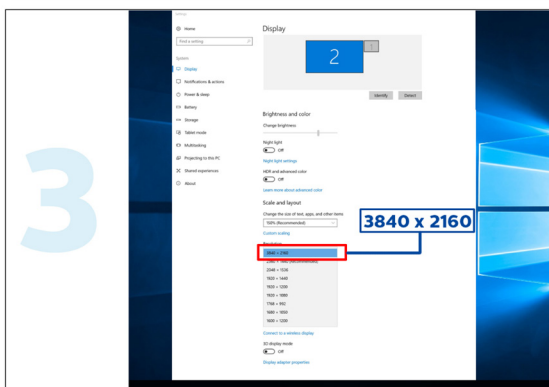 3
Settings
Home
Find a setting
System
Display
Notifications & actions
Power & sleep
Battery
Storage
Tablet mode
Multitasking
Projecting to this PC
Shared experiences
About
Display
2
1
Identify
Detect
Brightness and color
Change brightness
Night light
Off
Night light settings
HDR and advanced color
Off
Learn more about advanced color
Scale and layout
Change the size of text, apps, and other items
Custom scaling
Resolution
3840 × 2160
3840 x 2160
2048 × 1536
1920 × 1440
1920 × 1200
1920 × 1080
1768 × 992
1680 × 1050
1600 × 1200
Connect to a wireless display
3D display mode
Off
Display adapter properties